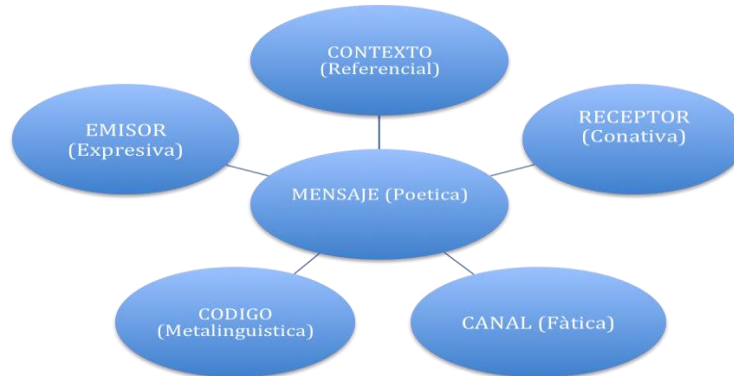 CONTEXTO
(Referencial)
EMISOR
(Expresiva)
RECEPTOR
(Conativa)
MENSAJE (Poetica)
CODIGO
(Metalinguistica)
CANAL (Fàtica)